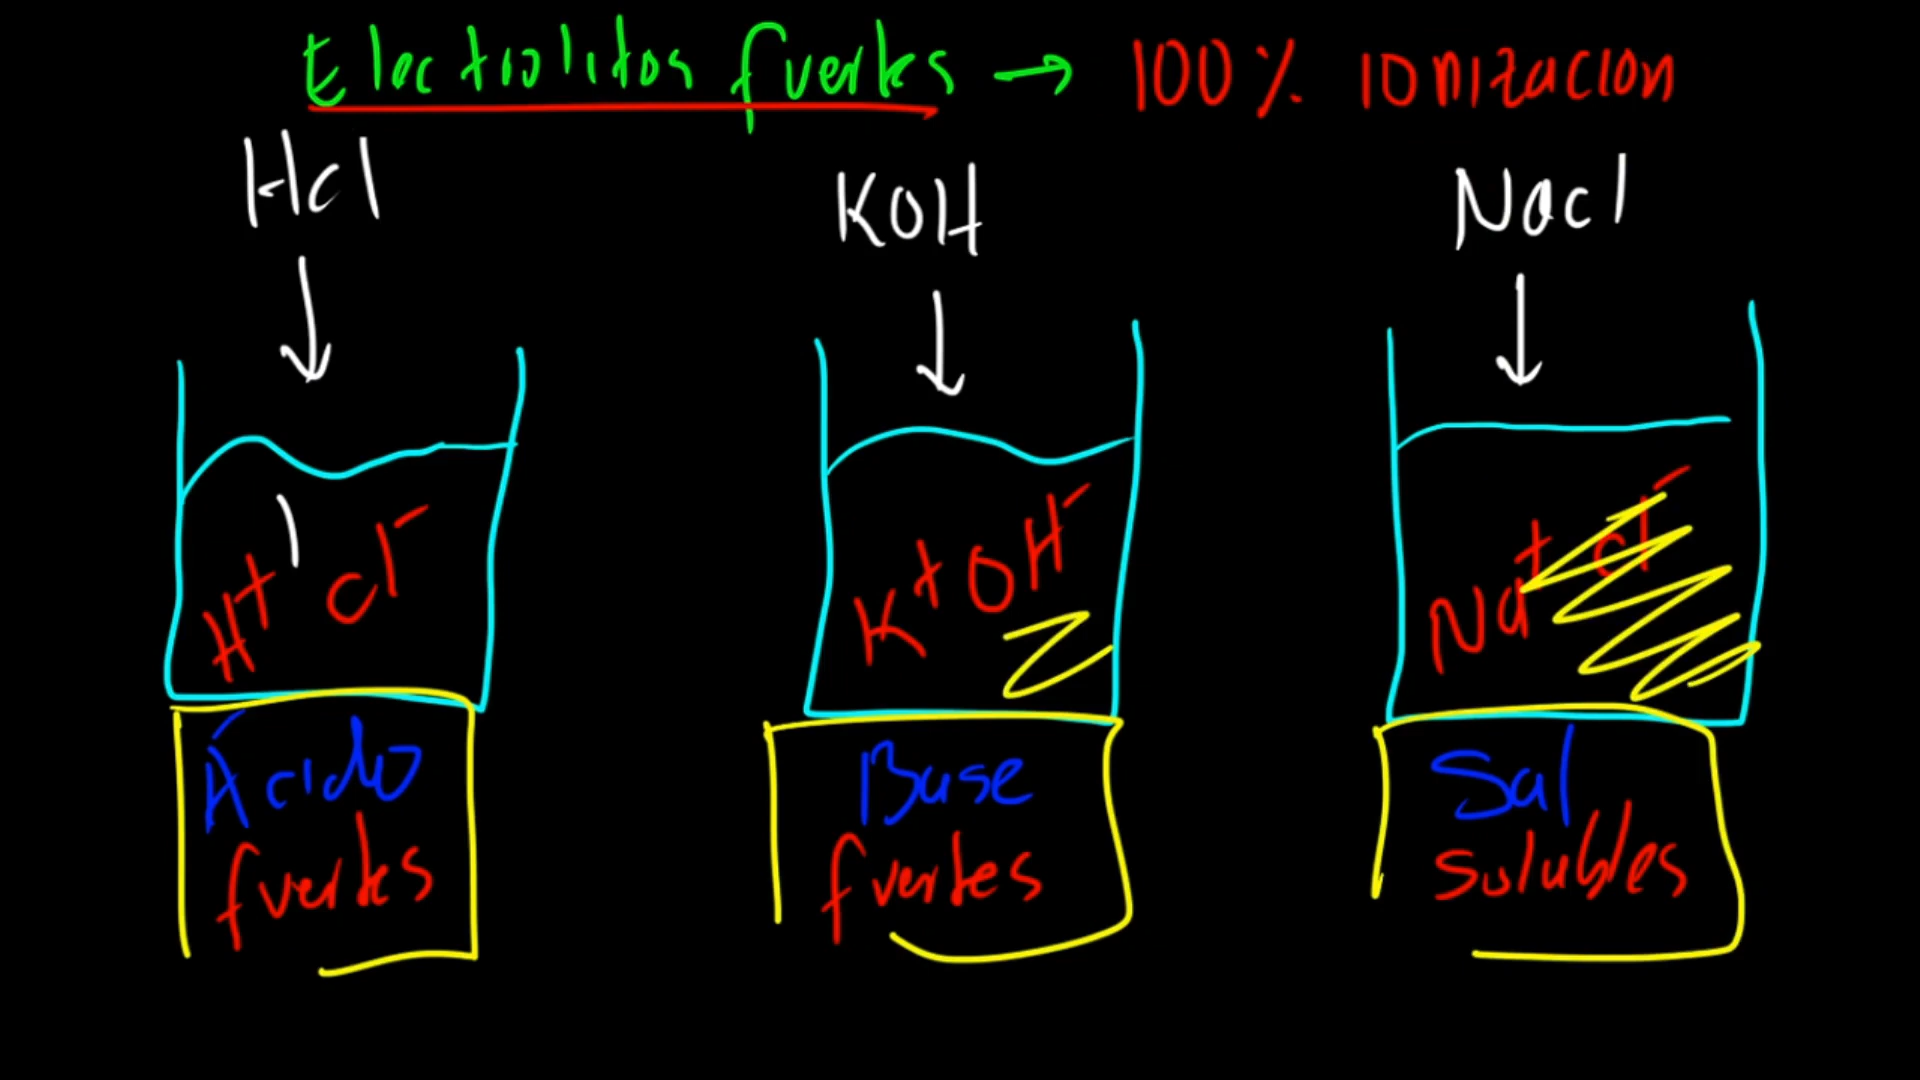 Electrolitos fuertes → 100% ionizacion
Hcl
KOH
Nacl
H+ cl-
K+ OH-
Na+ cl-
Ácido
fuertes
Base
fuertes
Sal
solubles